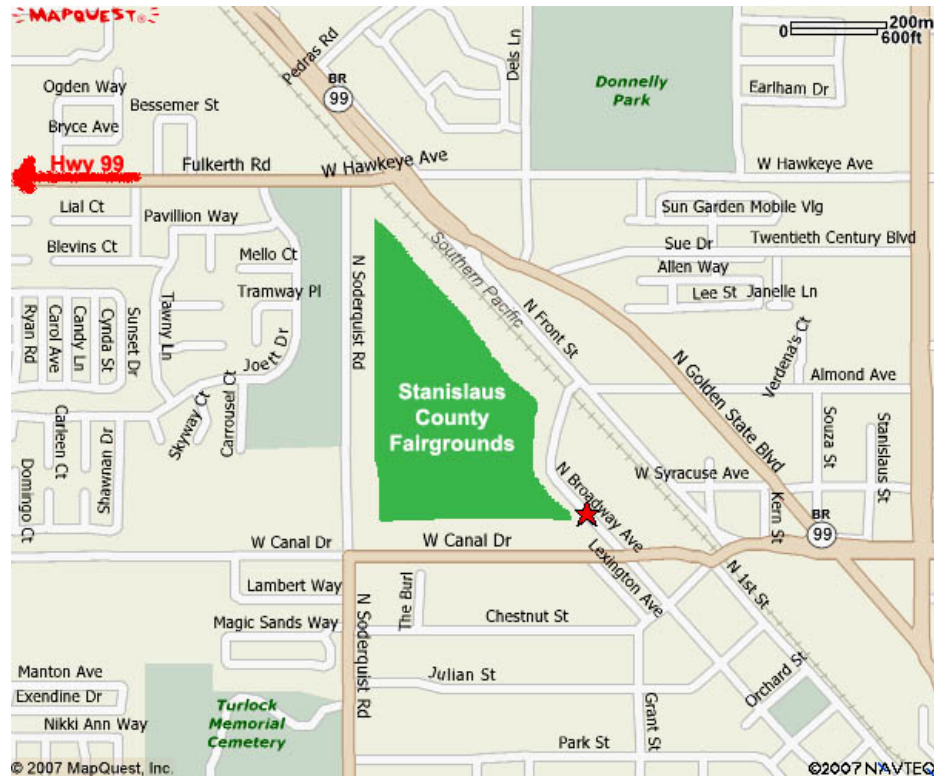 MAPQUEST
0 200m
600ft
Pedras Rd
Dels Ln
BR
99
Donnelly
Park
Earlham Dr
Ogden Way
Bessemer St
Bryce Ave
Hwy 99
Fulkerth Rd
W Hawkeye Ave
W Hawkeye Ave
Lial Ct
Pavillion Way
Sun Garden Mobile Vlg
Blevins Ct
Mello Ct
Southern Pacific
Sue Dr
Twentieth Century Blvd
Allen Way
N Soderquist Rd
Tramway Pl
Lee St
Janelle Ln
Ryan Rd
Carol Ave
Candy Ln
Cynda St
Sunset Dr
Tawny Ln
N Front St
Verdena's Ct
Joett Dr
N Golden State Blvd
Almond Ave
Stanislaus
County
Fairgrounds
Carleen Ct
Shawnu Dr
Skyway Ct
Carrousel Ct
Souza St
Stanislaus St
Domingo Ct
N Broadway Ave
W Syracuse Ave
Kern St
BR
99
W Canal Dr
W Canal Dr
Lexington Ave
N 1st St
Lambert Way
The Burl
N Soderquist Rd
Magic Sands Way
Chestnut St
Manton Ave
Julian St
Orchard St
Exendine Dr
Turlock
Memorial
Cemetery
Grant St
Nikki Ann Way
Park St
© 2007 MapQuest, Inc.
©2007 NAVTEQ